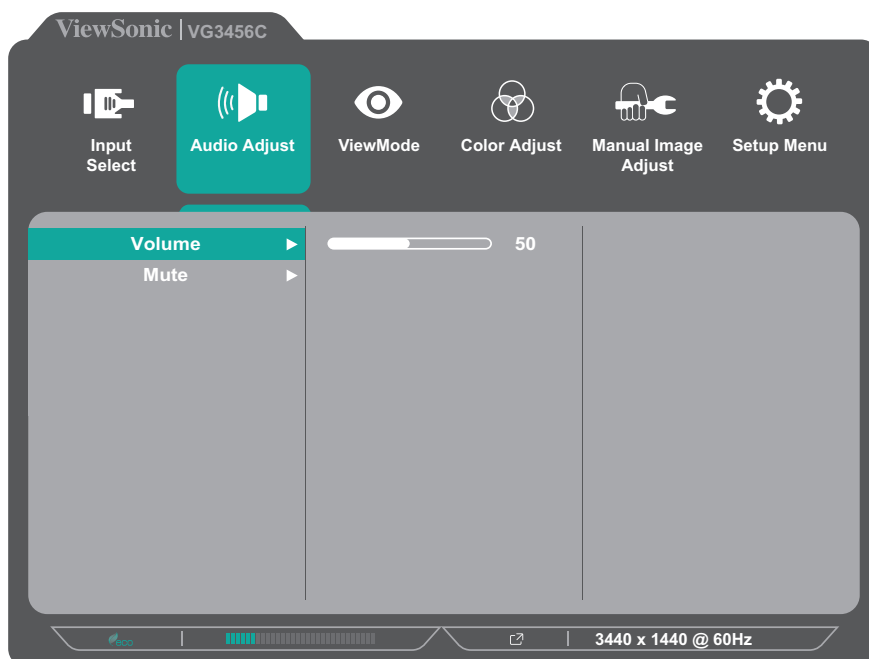 ViewSonic | VG3456C
Input
Select
Audio Adjust
ViewMode
Color Adjust
Manual Image
Adjust
Setup Menu
Volume
50
Mute
eco
3440 x 1440 @ 60Hz